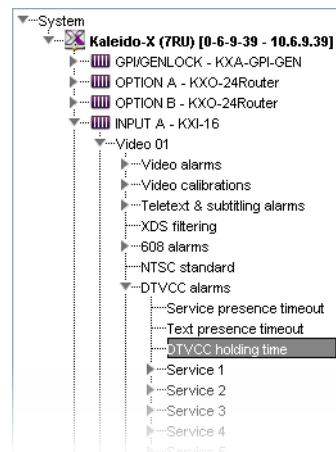 System
Kaleido-X (7RU) [0-6-9-39 - 10.6.9.39]
GPI/GENLOCK - KXA-GPI-GEN
OPTION A - KXO-24Router
OPTION B - KXO-24Router
INPUT A - KXI-16
Video 01
Video alarms
Video calibrations
Teletext & subtitling alarms
XDS filtering
608 alarms
NTSC standard
DTVCC alarms
Service presence timeout
Text presence timeout
DTVCC holding time
Service 1
Service 2
Service 3
Service 4
Service 5